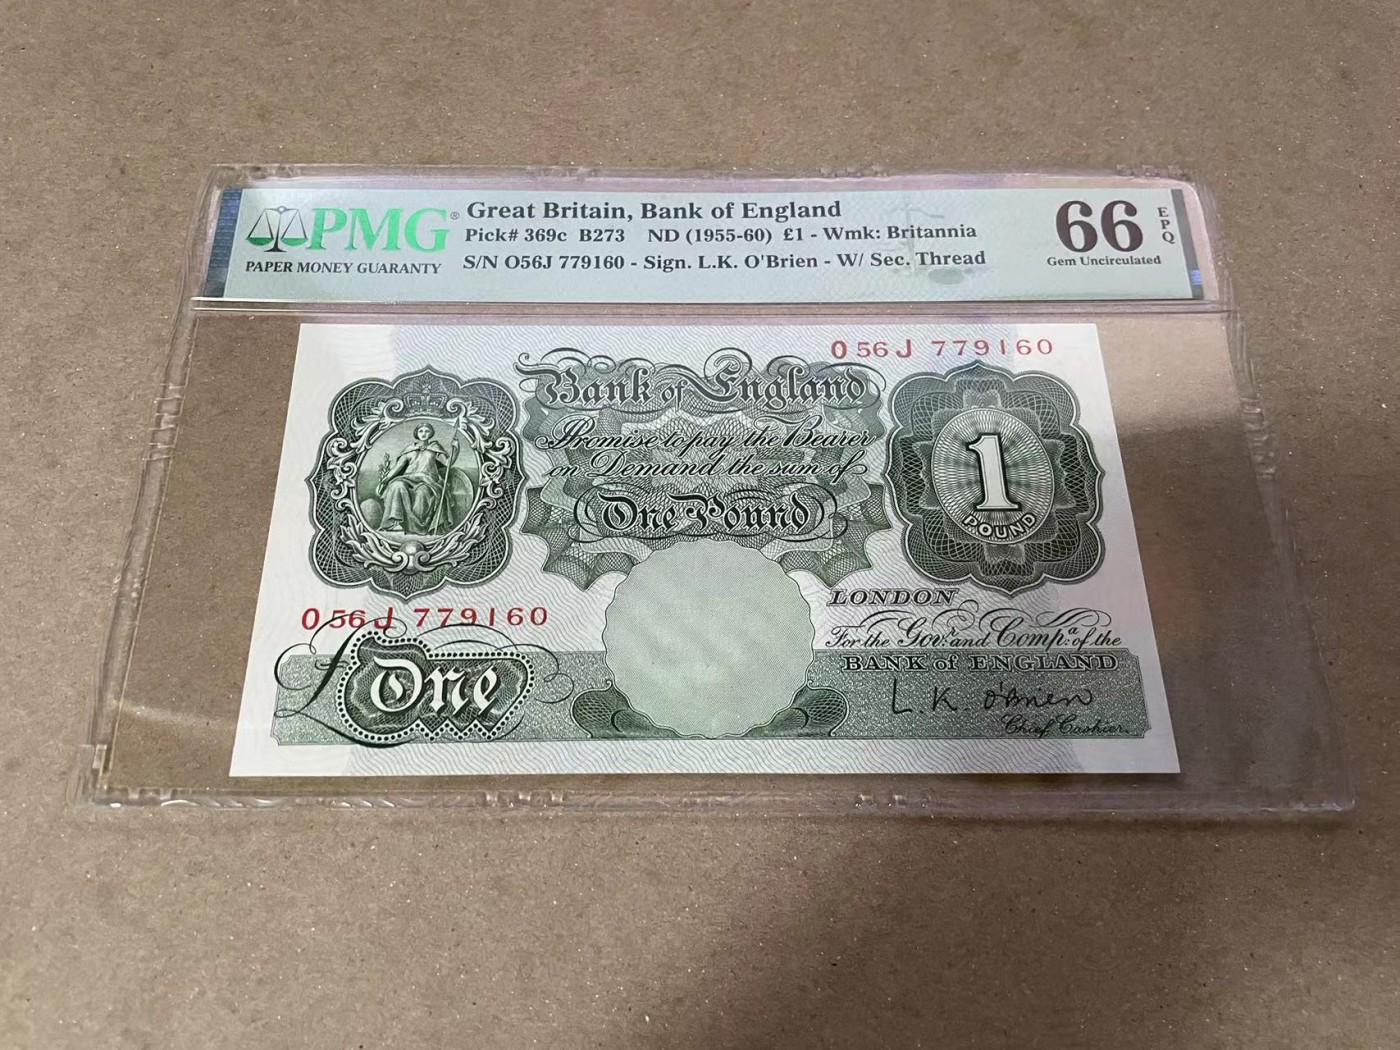 PMG®
PAPER MONEY GUARANTY
Great Britain, Bank of England
Pick# 369c B273 ND (1955-60) £1 - Wmk: Britannia
S/N O56J 779160 - Sign. L.K. O'Brien - W/ Sec. Thread
66 EPQ
Gem Uncirculated
O56J 779160
Bank of England
Promise to pay the Bearer
on Demand the sum of
One Pound
1
POUND
LONDON
O56J 779160
For the Govr. and Compa. of the
BANK of ENGLAND
£One
L.K. O'Brien
Chief Cashier.